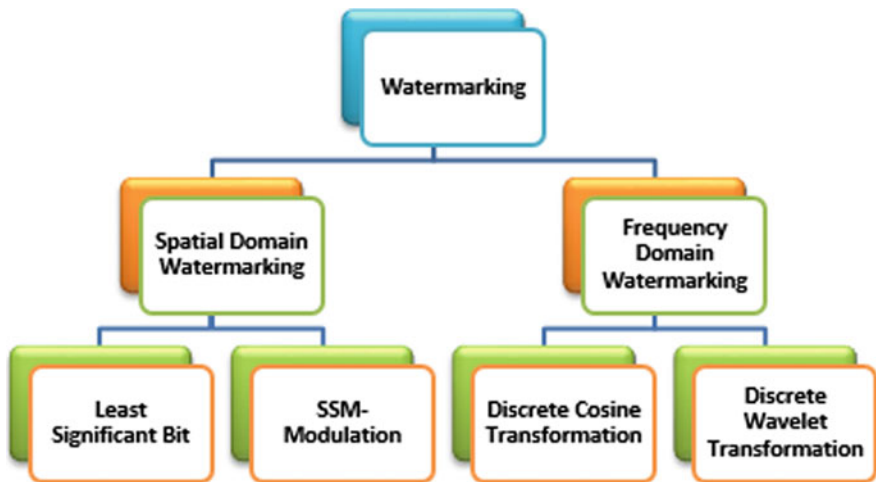 Watermarking
Spatial Domain
Watermarking
Frequency
Domain
Watermarking
Least
Significant Bit
SSM-
Modulation
Discrete Cosine
Transformation
Discrete
Wavelet
Transformation